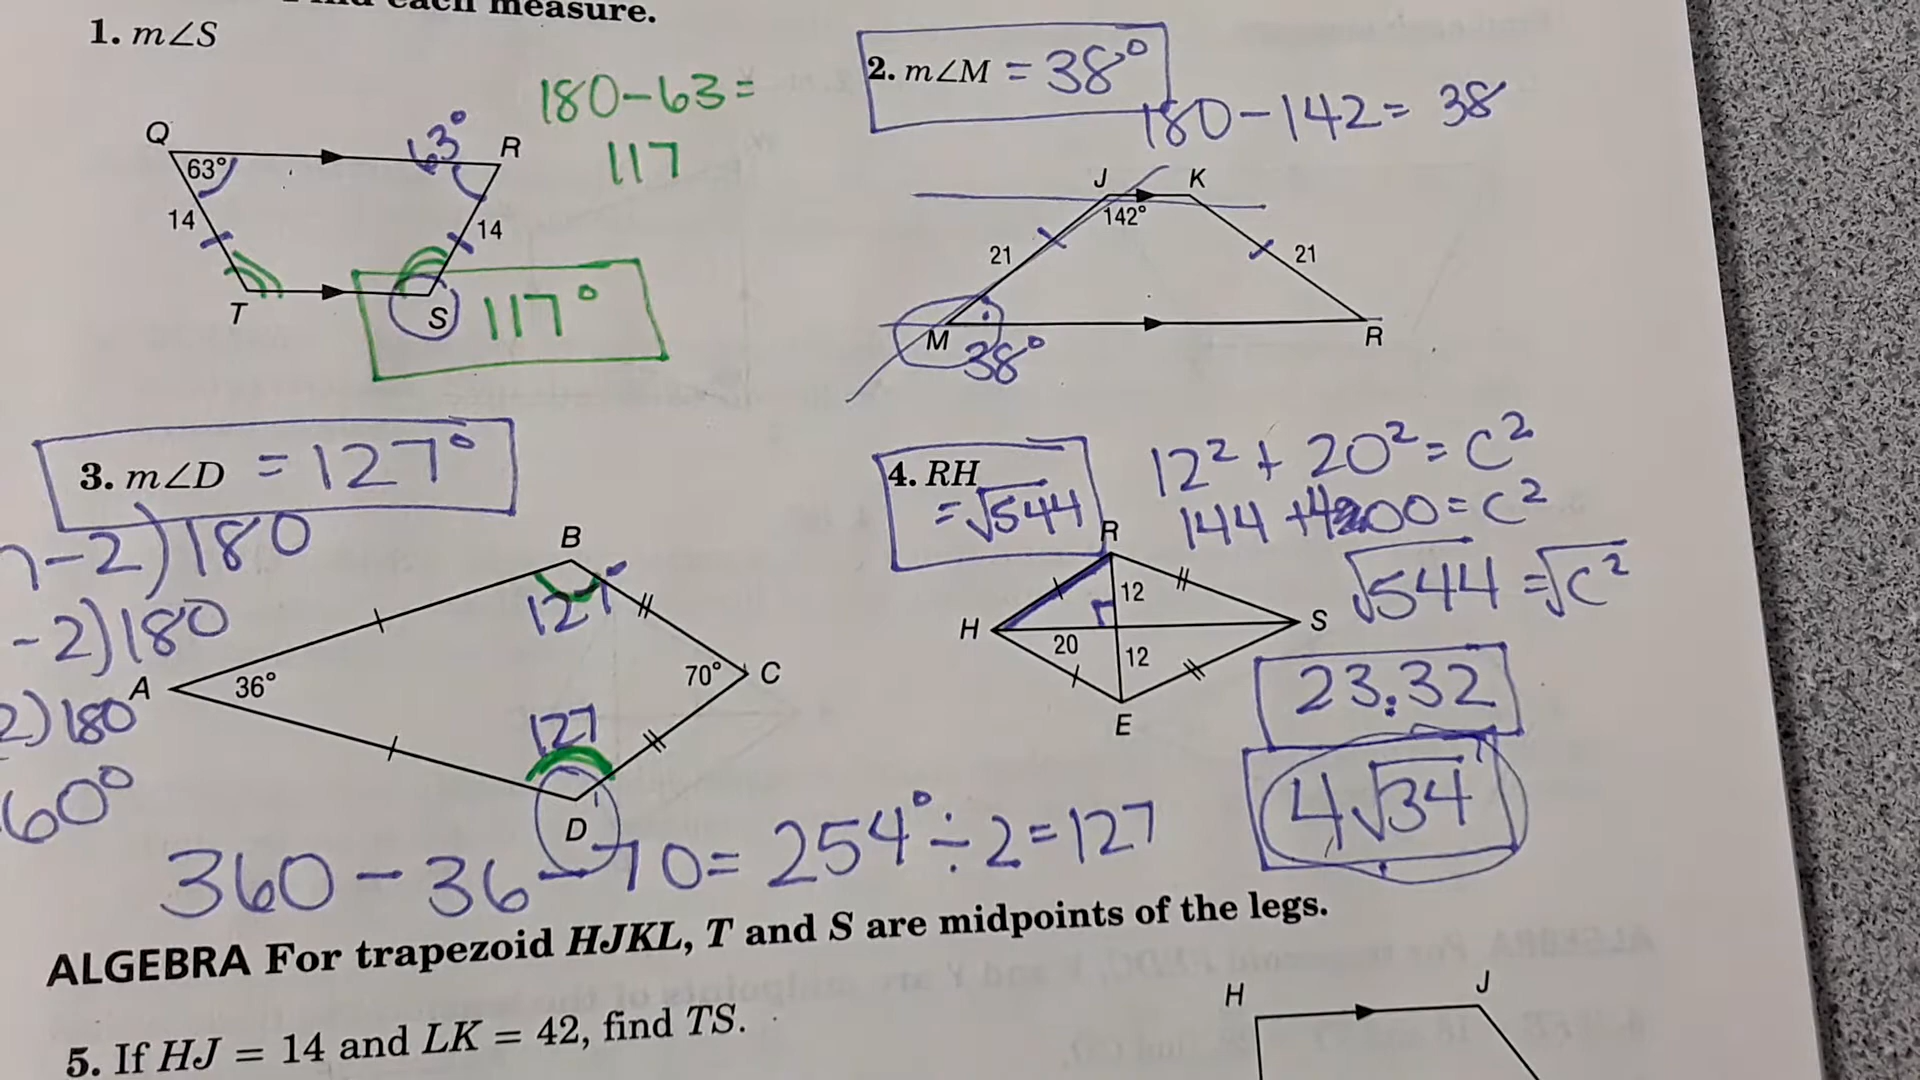 each measure.
1. m∠S
180-63=
117
Q
63°
63°
R
14
14
T
S
117°
2. m∠M = 38°
180-142= 38
J
K
142°
21
21
M
38°
R
3. m∠D = 127°
-2)180
-2)180
2)180
60°
B
127
A
36°
70°
C
127
D
360-36-70= 254°÷2=127
4. RH
=√544
12²+ 20²= C²
144 +400=C²
√544 =√C²
R
12
H
20
S
12
E
23.32
4√34
ALGEBRA For trapezoid HJKL, T and S are midpoints of the legs.
5. If HJ = 14 and LK = 42, find TS.
H
J